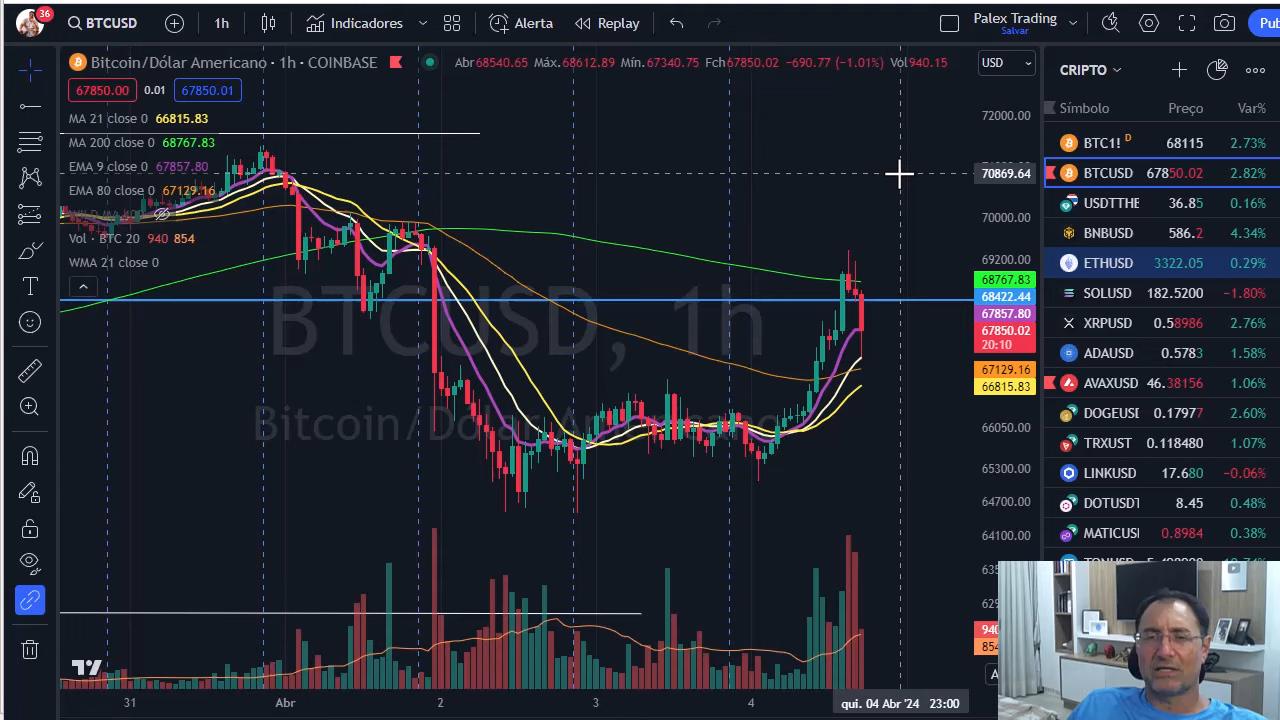 36
BTCUSD
1h
Indicadores
Alerta
Replay
Palex Trading
Salvar
Pub
Bitcoin/Dólar Americano · 1h · COINBASE
Abr68540.65 Máx.68612.89 Mín.67340.75 Fch67850.02 −690.77 (−1.01%) Vol940.15
USD
67850.00 0.01 67850.01
MA 21 close 0 66815.83
MA 200 close 0 68767.83
EMA 9 close 0 67857.80
EMA 80 close 0 67129.16
Vol · BTC 20 940 854
WMA 21 close 0
BTCUSD, 1h
Bitcoin/Dólar Americano
72000.00
70869.64
70000.00
69200.00
68767.83
68422.44
67857.80
67850.02
20:10
67129.16
66815.83
66050.00
65300.00
64700.00
64100.00
635
629
940
854
31 Abr 2 3 4
qui. 04 Abr '24 23:00
CRIPTO
Símbolo Preço Var%
BTC1! D 68115 2.73%
BTCUSD 67850.02 2.82%
USDTTHE 36.85 0.16%
BNBUSD 586.2 4.34%
ETHUSD 3322.05 0.29%
SOLUSD 182.5200 −1.80%
XRPUSD 0.58986 2.76%
ADAUSD 0.5783 1.58%
AVAXUSD 46.38156 1.06%
DOGEUSD 0.17977 2.60%
TRXUST 0.118480 1.07%
LINKUSD 17.680 −0.06%
DOTUSDT 8.45 0.48%
MATICUSD 0.8984 0.38%